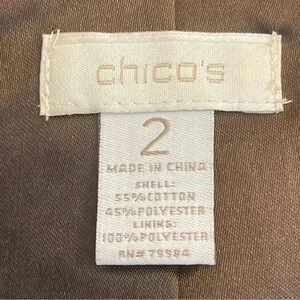 chico's
2
MADE IN CHINA
SHELL:
55%COTTON
45%POLYESTER
LINING:
100%POLYESTER
RN# 79984